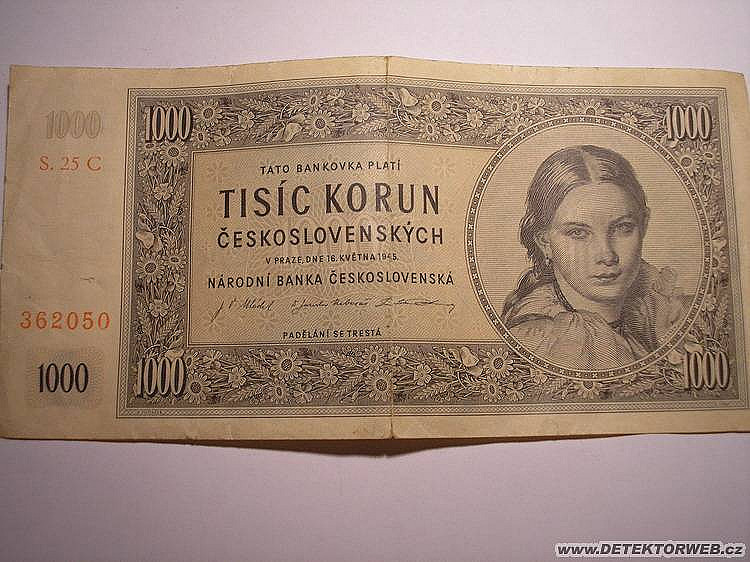 1000
S. 25 C
362050
1000
1000
1000
TATO BANKOVKA PLATÍ
TISÍC KORUN
ČESKOSLOVENSKÝCH
V PRAZE, DNE 16. KVĚTNA 1945.
NÁRODNÍ BANKA ČESKOSLOVENSKÁ
PADĚLÁNÍ SE TRESTÁ
1000
1000
www.DETEKTORWEB.cz